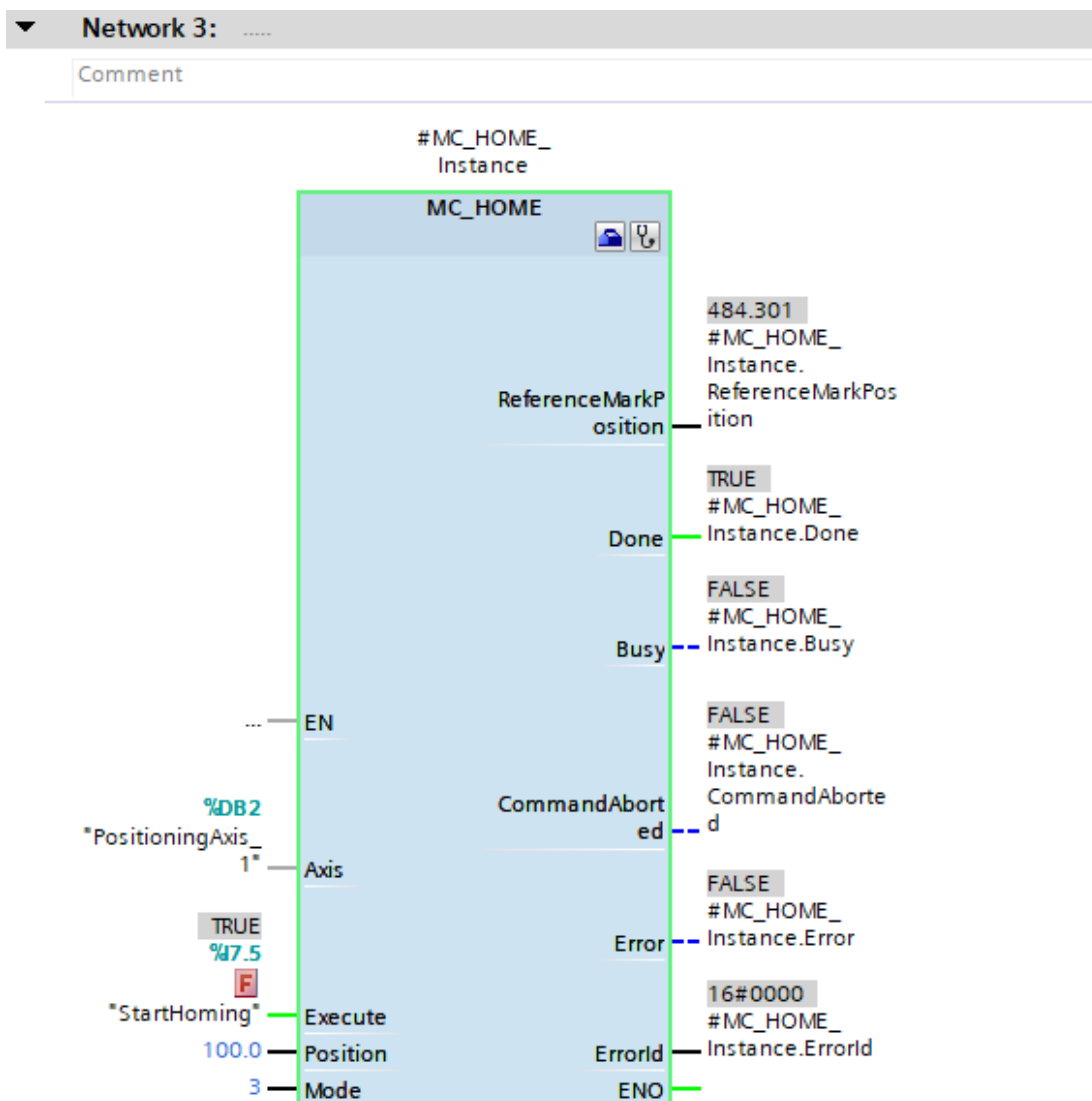 Network 3: .....
Comment
#MC_HOME_
Instance
MC_HOME
484.301
#MC_HOME_
Instance.
ReferenceMarkPos
ition
ReferenceMarkP
osition
TRUE
#MC_HOME_
Instance.Done
Done
FALSE
#MC_HOME_
Instance.Busy
Busy
... EN
FALSE
#MC_HOME_
Instance.
CommandAborte
d
CommandAbort
ed
%DB2
"PositioningAxis_
1"
Axis
FALSE
#MC_HOME_
Instance.Error
Error
TRUE
%I7.5
F
"StartHoming"
Execute
16#0000
#MC_HOME_
Instance.ErrorId
100.0 Position
ErrorId
3 Mode
ENO